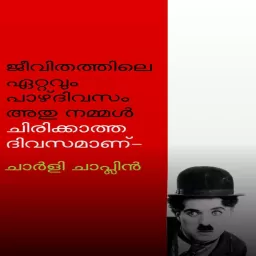 ജീവിതത്തിലെ
ഏറ്റവും
പാഴ്ദിവസം
അതു നമ്മൾ
ചിരിക്കാത്ത
ദിവസമാണ്-
ചാർളി ചാപ്ലിൻ